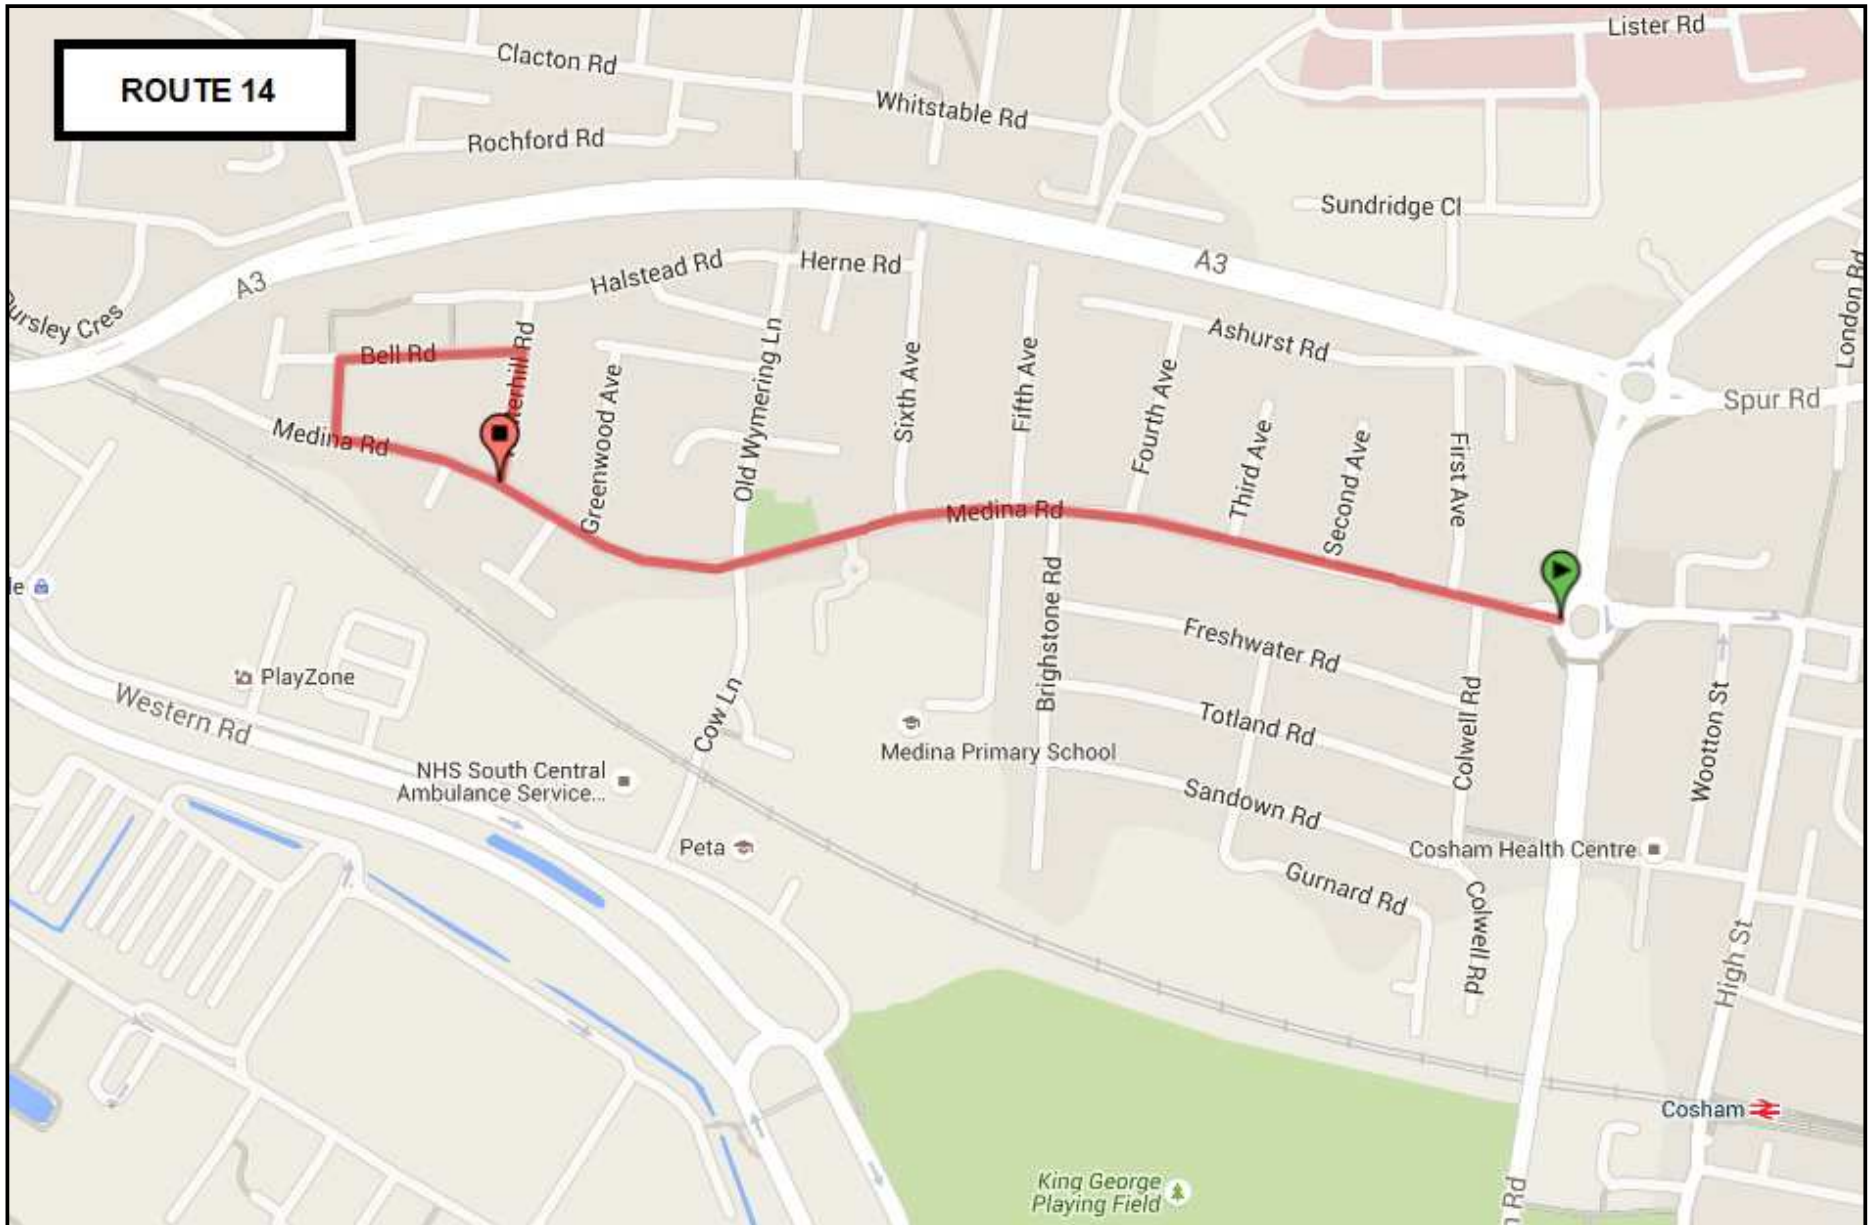 Lister Rd
Clacton Rd
ROUTE 14
Whitstable Rd
Rochford Rd
Sundridge Cl
A3
Halstead Rd
Herne Rd
A3
London Rd
Bell Rd
Ashurst Rd
Spur Rd
Medina Rd
Greenwood Ave
Old Wymering Ln
Sixth Ave
Fifth Ave
Fourth Ave
Third Ave
Second Ave
First Ave
Medina Rd
Brighstone Rd
Freshwater Rd
PlayZone
Western Rd
Cow Ln
Totland Rd
Colwell Rd
Wootton St
Medina Primary School
NHS South Central
Ambulance Service...
Sandown Rd
Peta
Cosham Health Centre
Gurnard Rd
Colwell Rd
High St
Cosham
King George
Playing Field
Rd